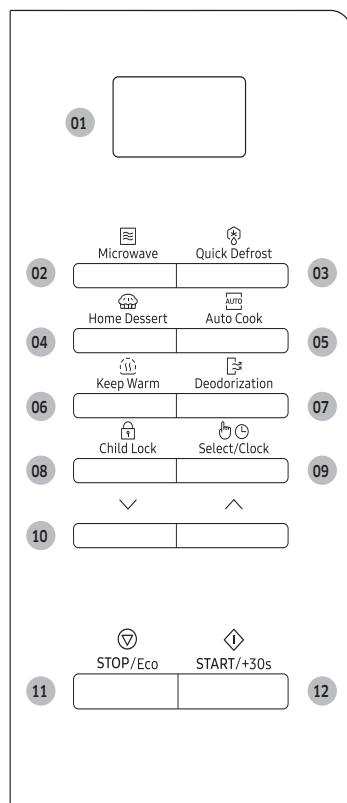 01
Microwave Quick Defrost
02 03
Home Dessert AUTO Auto Cook
04 05
Keep Warm Deodorization
06 07
Child Lock Select/Clock
08 09
10
STOP/Eco START/+30s
11 12